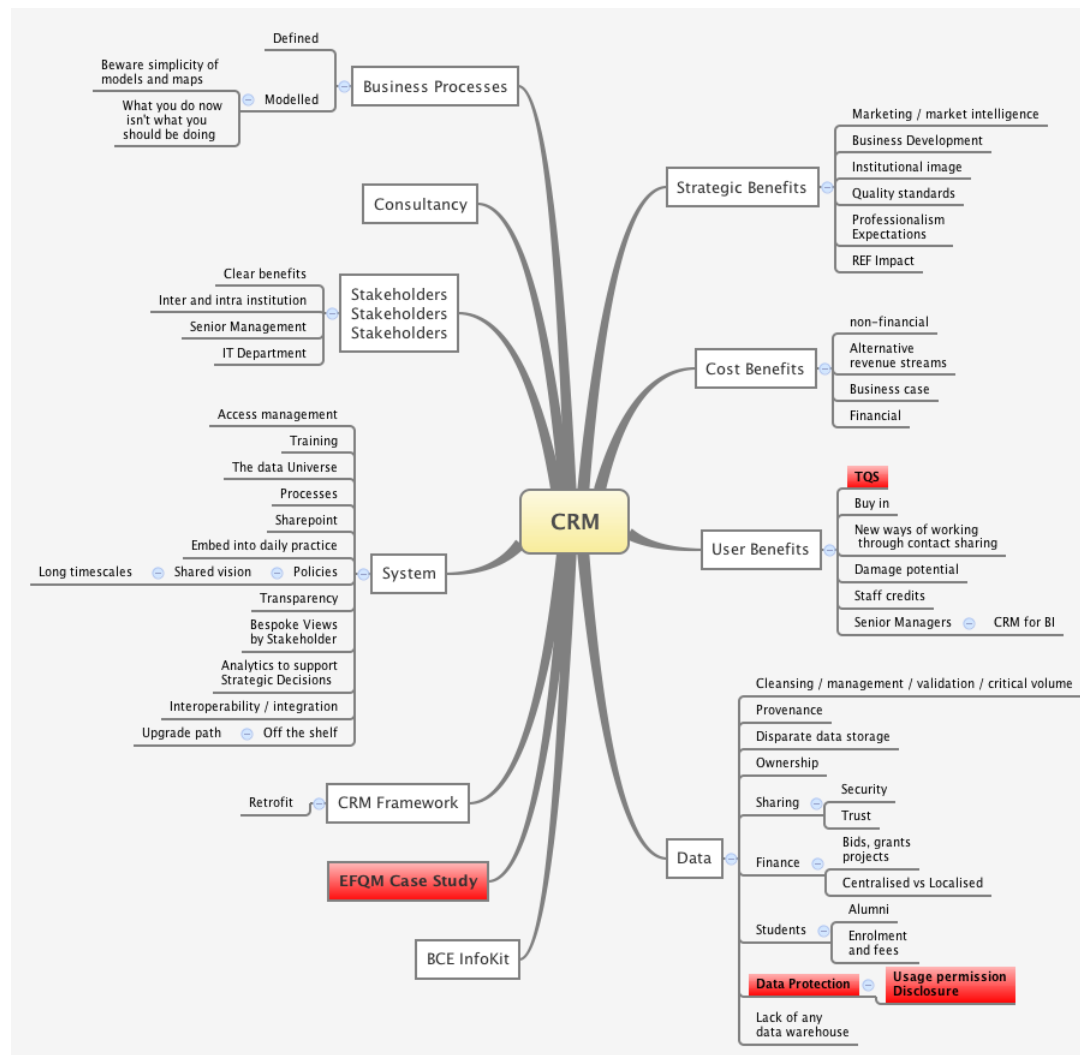 Defined
Beware simplicity of
models and maps
Modelled
What you do now
isn't what you
should be doing
Business Processes
Consultancy
Clear benefits
Inter and intra institution
Senior Management
IT Department
Stakeholders
Stakeholders
Stakeholders
Access management
Training
The data Universe
Processes
Sharepoint
Embed into daily practice
Long timescales
Shared vision
Policies
Transparency
Bespoke Views
by Stakeholder
Analytics to support
Strategic Decisions
Interoperability / integration
Upgrade path
Off the shelf
System
Retrofit
CRM Framework
EFQM Case Study
BCE InfoKit
CRM
Strategic Benefits
Marketing / market intelligence
Business Development
Institutional image
Quality standards
Professionalism
Expectations
REF Impact
Cost Benefits
non-financial
Alternative
revenue streams
Business case
Financial
User Benefits
TQS
Buy in
New ways of working
through contact sharing
Damage potential
Staff credits
Senior Managers
CRM for BI
Data
Cleansing / management / validation / critical volume
Provenance
Disparate data storage
Ownership
Sharing
Security
Trust
Finance
Bids, grants
projects
Centralised vs Localised
Students
Alumni
Enrolment
and fees
Data Protection
Usage permission
Disclosure
Lack of any
data warehouse